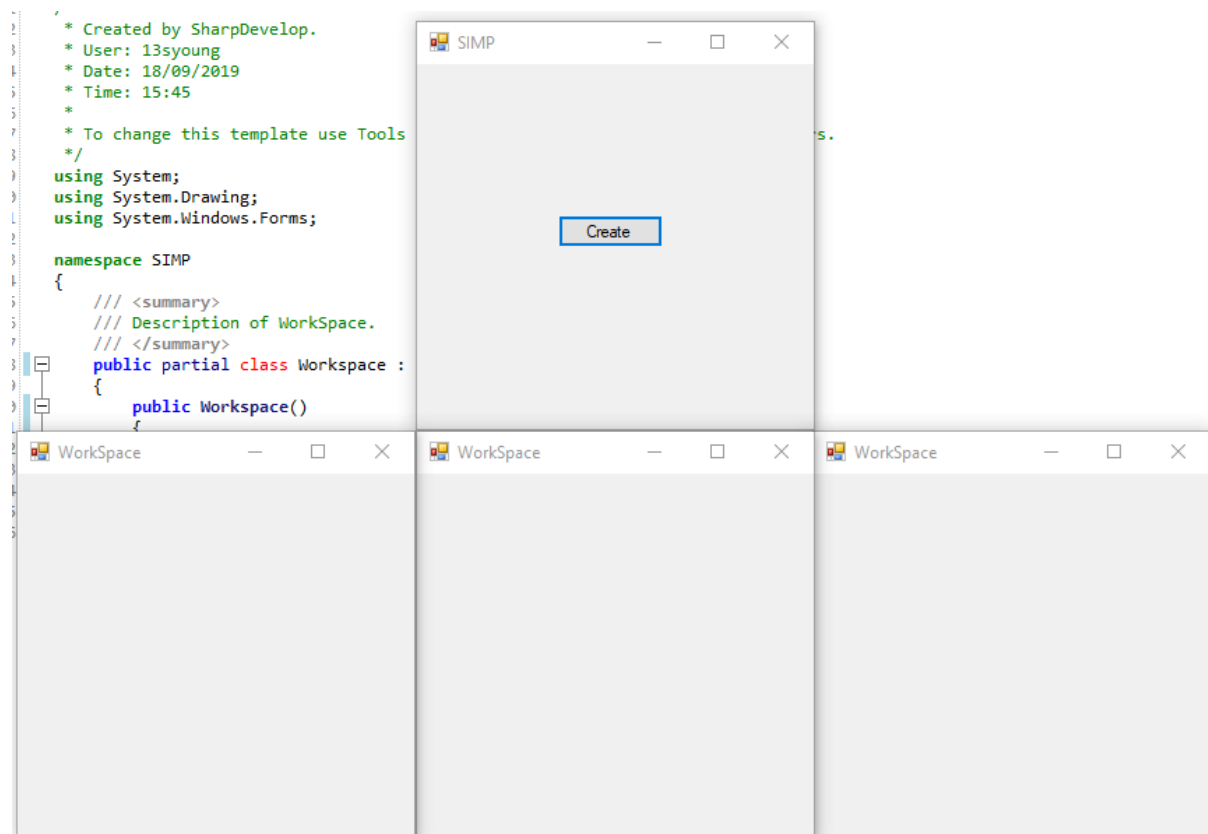 * Created by SharpDevelop.
* User: 13syoung
* Date: 18/09/2019
* Time: 15:45
*
* To change this template use Tools
s.
*/
using System;
using System.Drawing;
using System.Windows.Forms;
namespace SIMP
{
/// <summary>
/// Description of WorkSpace.
/// </summary>
public partial class Workspace :
{
public Workspace()
{
SIMP
Create
WorkSpace
WorkSpace
WorkSpace